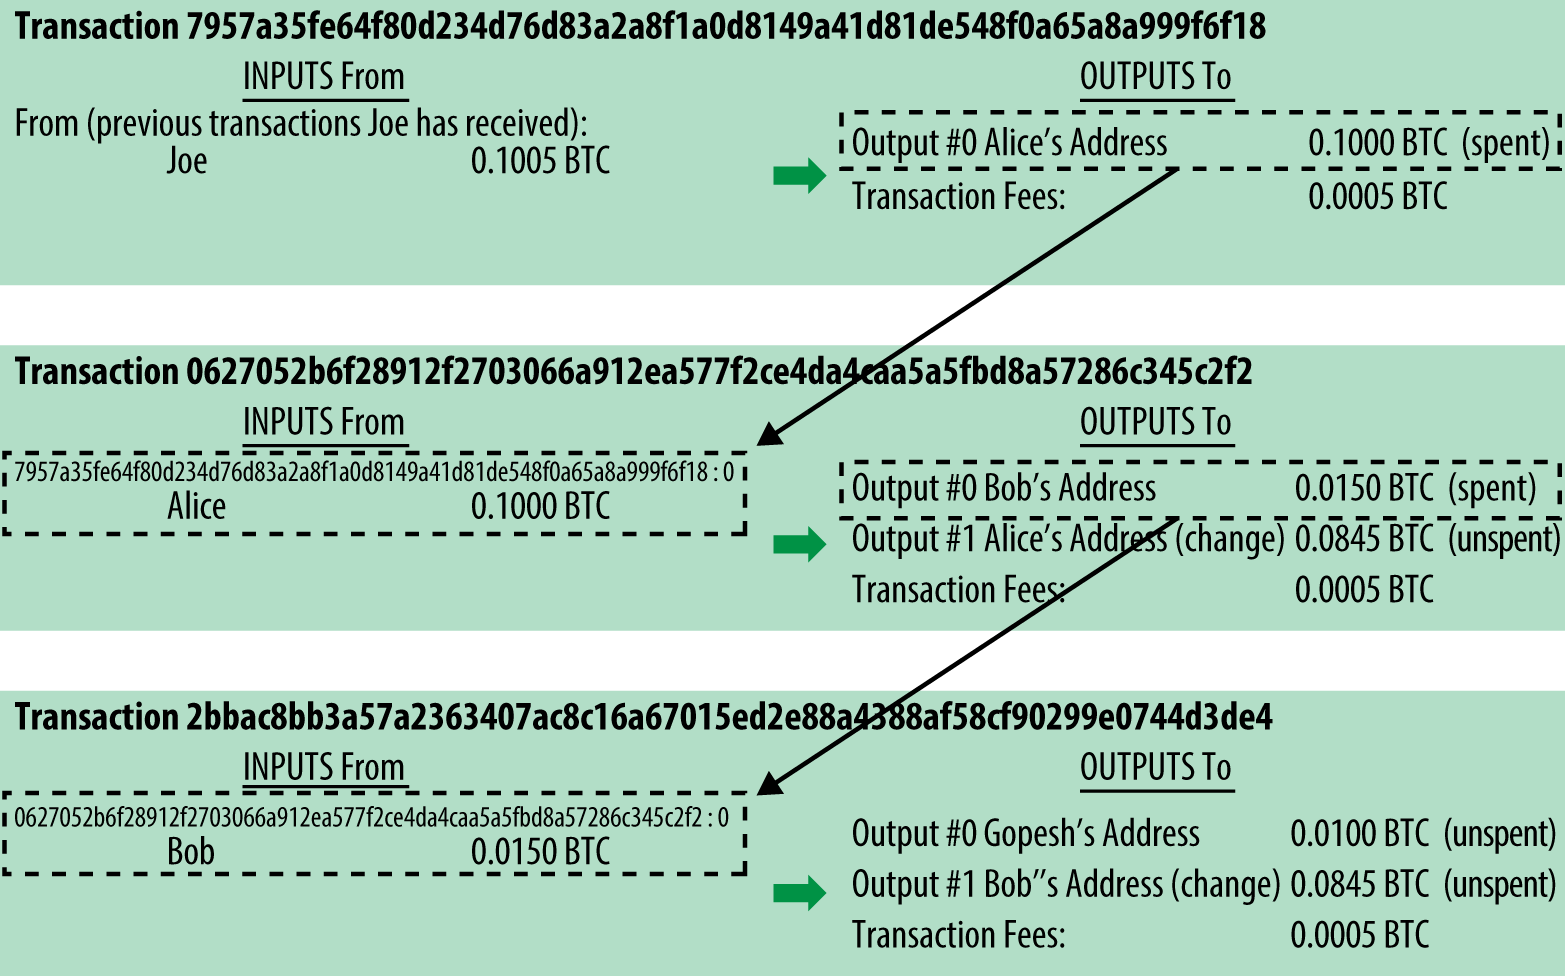 Transaction 7957a35fe64f80d234d76d83a2a8f1a0d8149a41d81de548f0a65a8a999f6f18
INPUTS From
From (previous transactions Joe has received):
Joe 0.1005 BTC
OUTPUTS To
Output #0 Alice’s Address 0.1000 BTC (spent)
Transaction Fees: 0.0005 BTC
Transaction 0627052b6f28912f2703066a912ea577f2ce4da4caa5a5fbd8a57286c345c2f2
INPUTS From
7957a35fe64f80d234d76d83a2a8f1a0d8149a41d81de548f0a65a8a999f6f18 : 0
Alice 0.1000 BTC
OUTPUTS To
Output #0 Bob’s Address 0.0150 BTC (spent)
Output #1 Alice’s Address (change) 0.0845 BTC (unspent)
Transaction Fees: 0.0005 BTC
Transaction 2bbac8bb3a57a2363407ac8c16a67015ed2e88a4388af58cf90299e0744d3de4
INPUTS From
0627052b6f28912f2703066a912ea577f2ce4da4caa5a5fbd8a57286c345c2f2 : 0
Bob 0.0150 BTC
OUTPUTS To
Output #0 Gopesh’s Address 0.0100 BTC (unspent)
Output #1 Bob’’s Address (change) 0.0845 BTC (unspent)
Transaction Fees: 0.0005 BTC